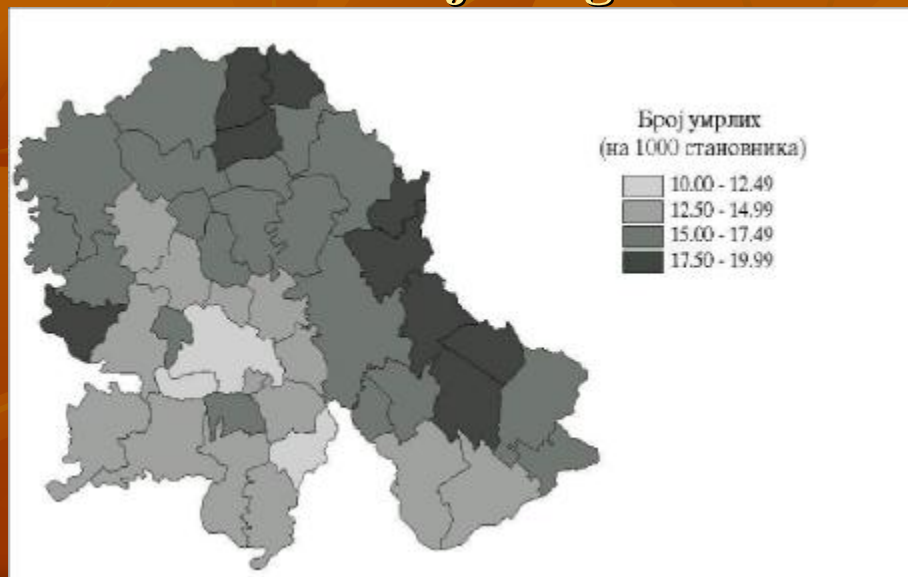 Број умрлих
(на 1000 становника)
10.00 - 12.49
12.50 - 14.99
15.00 - 17.49
17.50 - 19.99